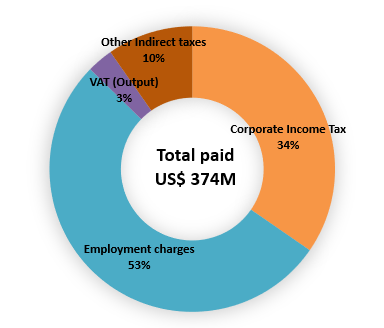 Other Indirect taxes
10%
VAT (Output)
3%
Corporate Income Tax
34%
Total paid
US$ 374M
Employment charges
53%